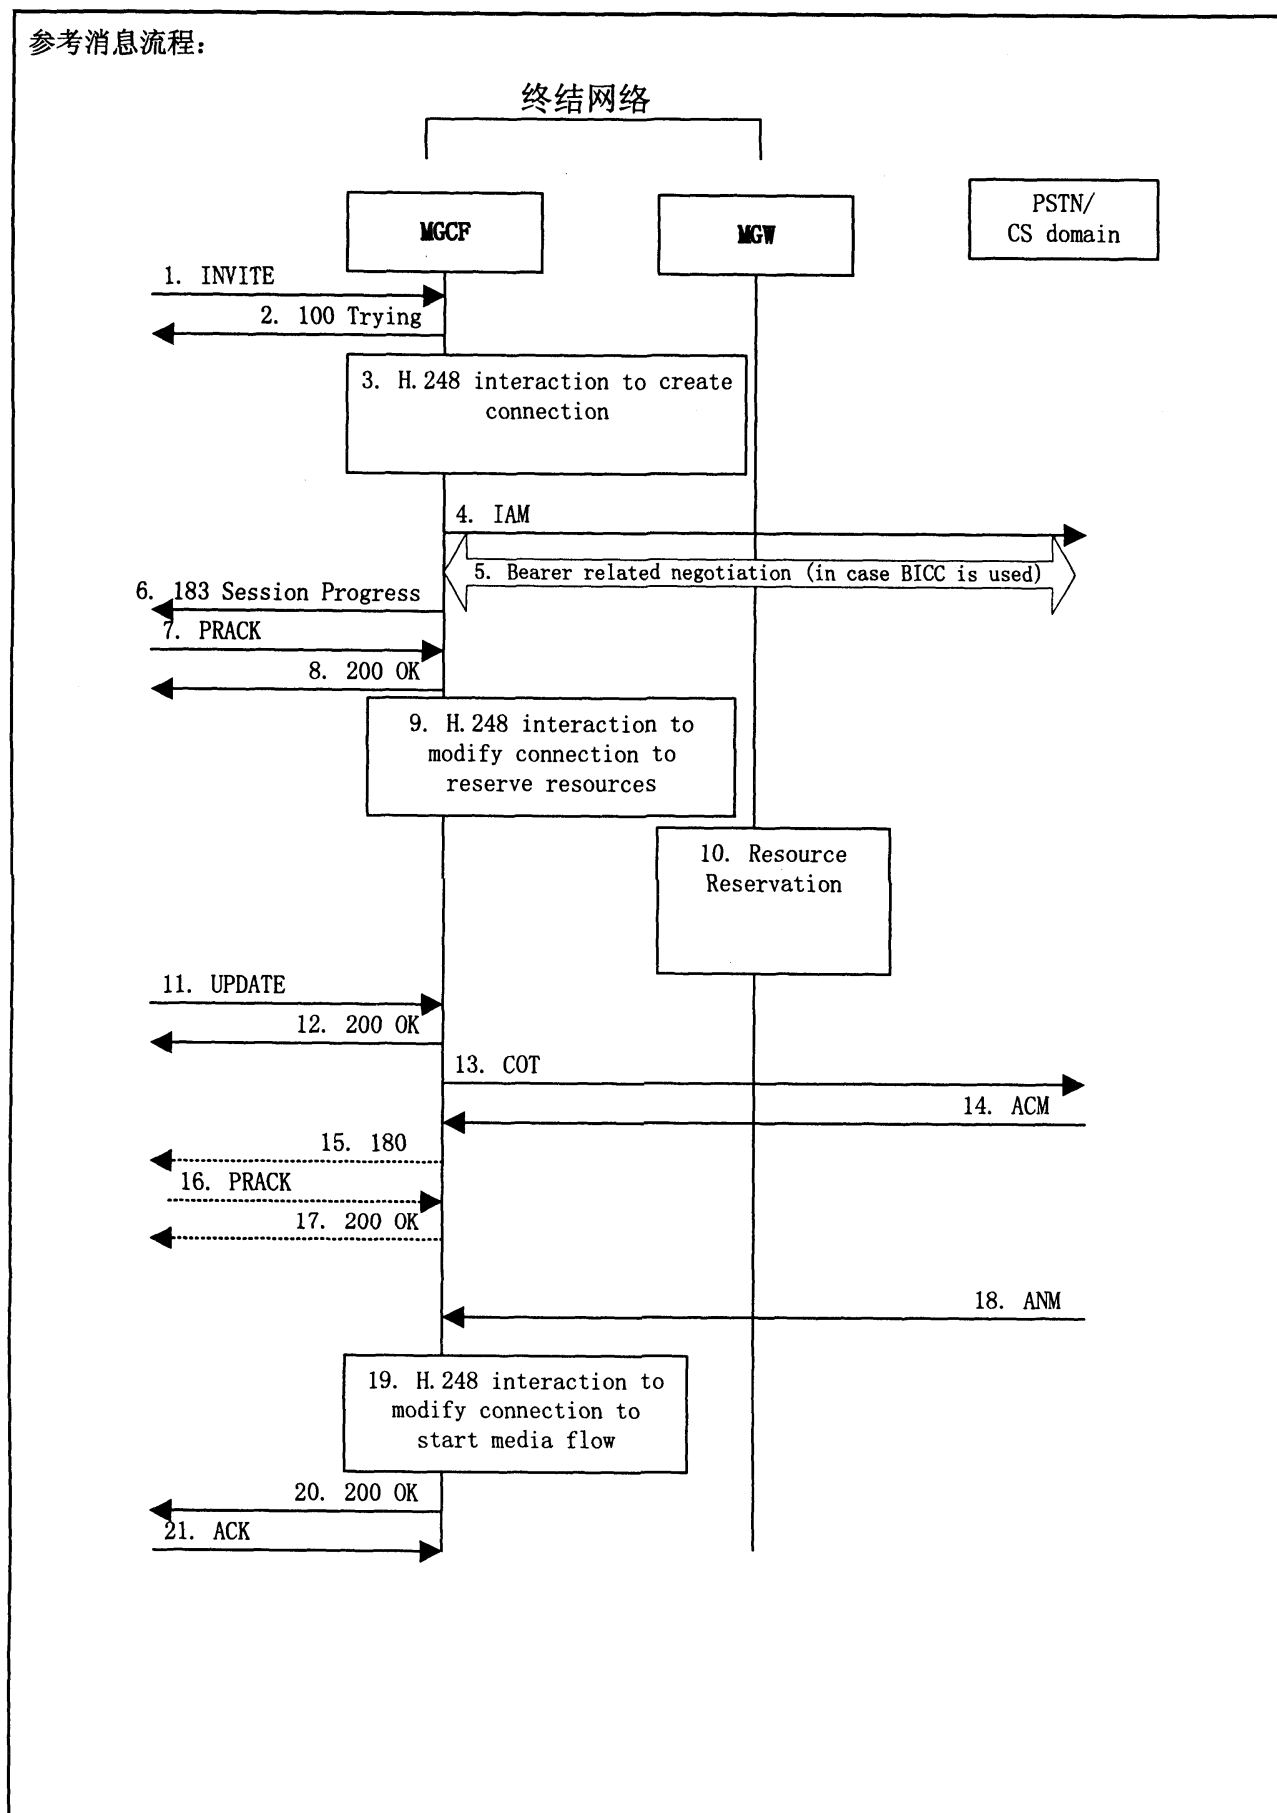 参考消息流程：
终结网络
MGCF
MGW
PSTN/
CS domain
1. INVITE
2. 100 Trying
3. H.248 interaction to create
connection
4. IAM
5. Bearer related negotiation (in case BICC is used)
6. 183 Session Progress
7. PRACK
8. 200 OK
9. H.248 interaction to
modify connection to
reserve resources
10. Resource
Reservation
11. UPDATE
12. 200 OK
13. COT
14. ACM
15. 180
16. PRACK
17. 200 OK
18. ANM
19. H.248 interaction to
modify connection to
start media flow
20. 200 OK
21. ACK